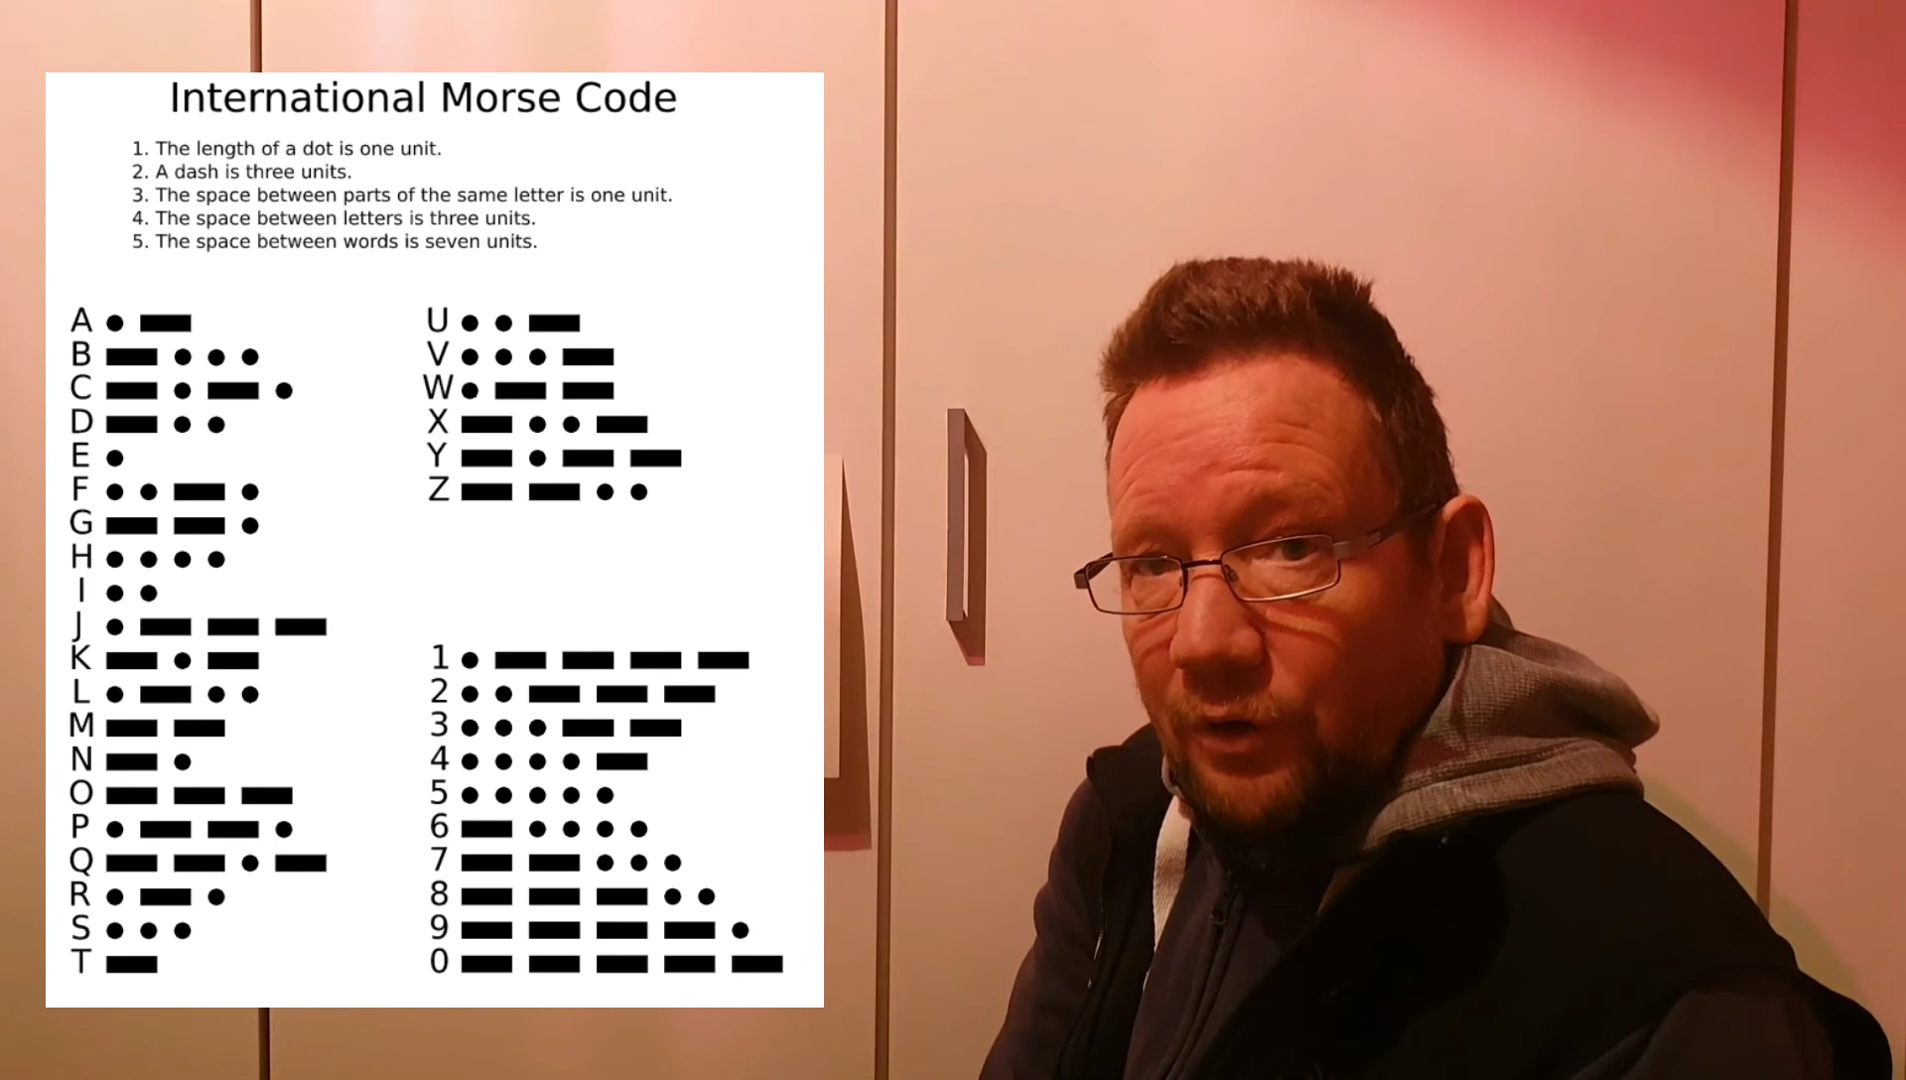 International Morse Code
1. The length of a dot is one unit.
2. A dash is three units.
3. The space between parts of the same letter is one unit.
4. The space between letters is three units.
5. The space between words is seven units.
A ● ▬
B ▬ ● ● ●
C ▬ ● ▬ ●
D ▬ ● ●
E ●
F ● ● ▬ ●
G ▬ ▬ ●
H ● ● ● ●
I ● ●
J ● ▬ ▬ ▬
K ▬ ● ▬
L ● ▬ ● ●
M ▬ ▬
N ▬ ●
O ▬ ▬ ▬
P ● ▬ ▬ ●
Q ▬ ▬ ● ▬
R ● ▬ ●
S ● ● ●
T ▬
U ● ● ▬
V ● ● ● ▬
W ● ▬ ▬
X ▬ ● ● ▬
Y ▬ ● ▬ ▬
Z ▬ ▬ ● ●
1 ● ▬ ▬ ▬ ▬
2 ● ● ▬ ▬ ▬
3 ● ● ● ▬ ▬
4 ● ● ● ● ▬
5 ● ● ● ● ●
6 ▬ ● ● ● ●
7 ▬ ▬ ● ● ●
8 ▬ ▬ ▬ ● ●
9 ▬ ▬ ▬ ▬ ●
0 ▬ ▬ ▬ ▬ ▬